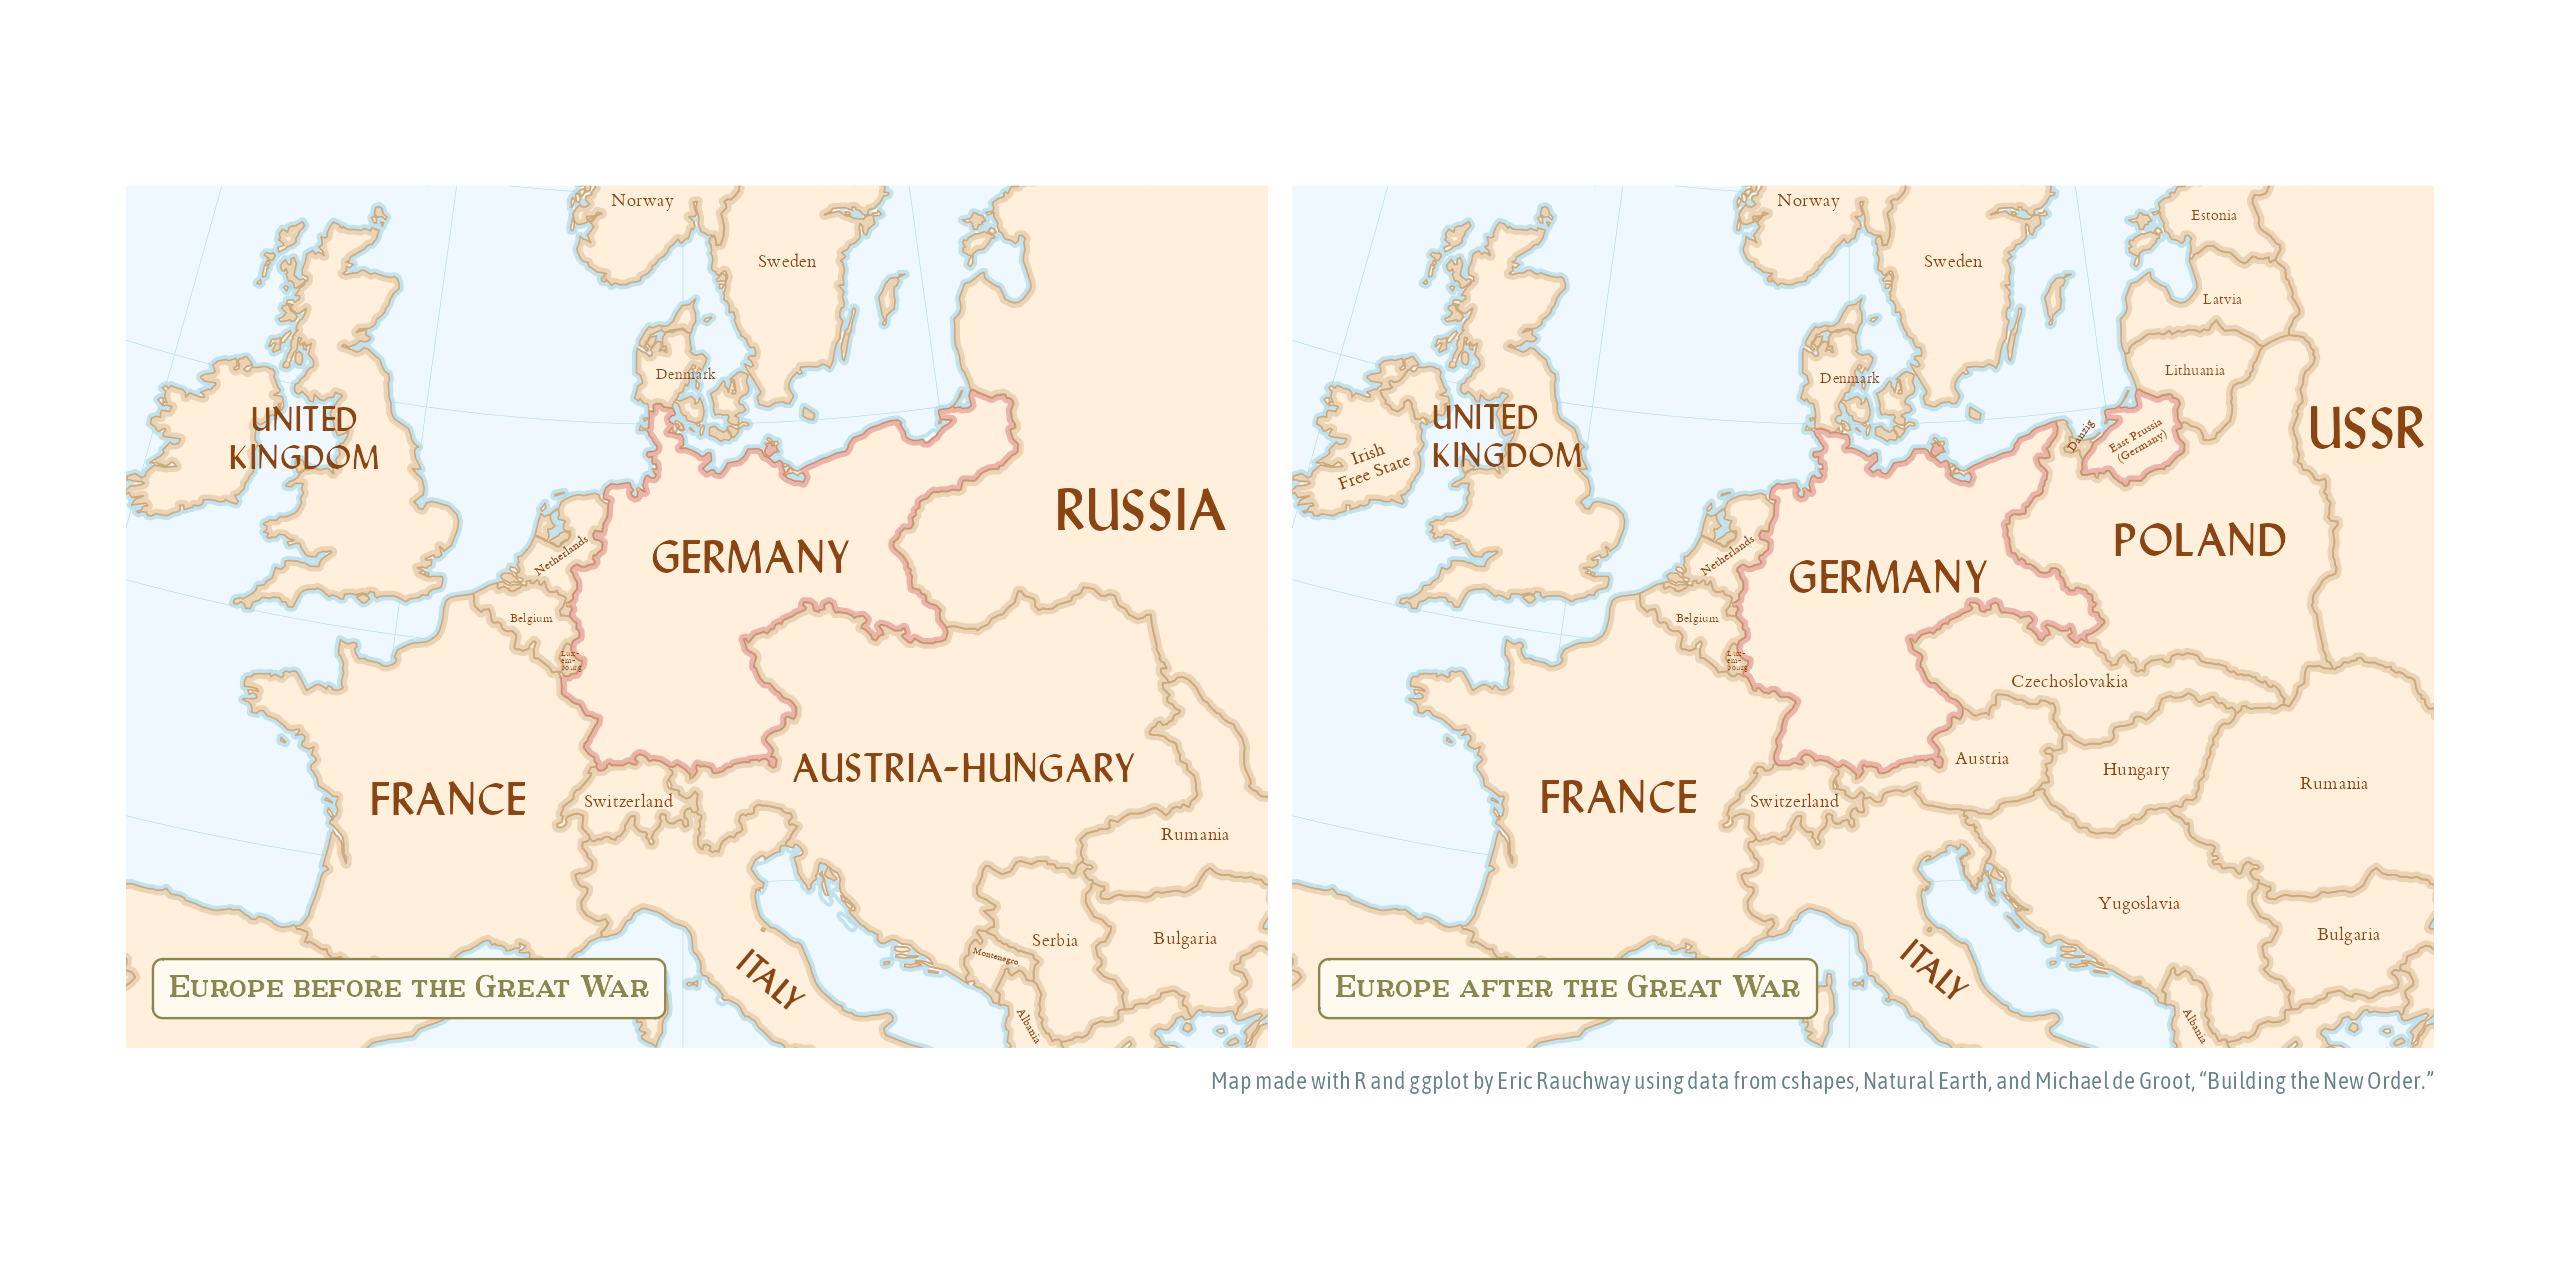 Norway
Sweden
Denmark
UNITED
KINGDOM
RUSSIA
Netherlands
GERMANY
Belgium
Lux-
em-
bourg
AUSTRIA-HUNGARY
FRANCE
Switzerland
Rumania
Serbia
Bulgaria
Montenegro
ITALY
Albania
Europe before the Great War
Norway
Estonia
Sweden
Latvia
Lithuania
Denmark
UNITED
KINGDOM
Irish
Free State
Danzig
East Prussia
(Germany)
USSR
POLAND
Netherlands
GERMANY
Belgium
Lux-
em-
bourg
Czechoslovakia
Austria
Hungary
Rumania
FRANCE
Switzerland
Yugoslavia
Bulgaria
ITALY
Albania
Europe after the Great War
Map made with R and ggplot by Eric Rauchway using data from cshapes, Natural Earth, and Michael de Groot, “Building the New Order.”